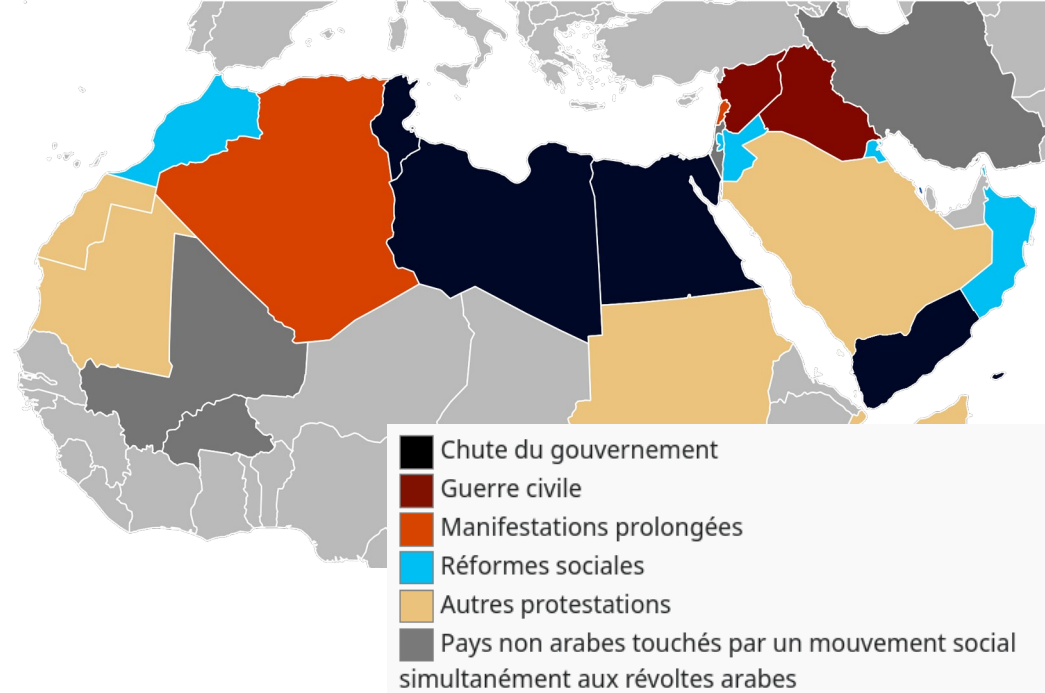 Chute du gouvernement
Guerre civile
Manifestations prolongées
Réformes sociales
Autres protestations
Pays non arabes touchés par un mouvement social
simultanément aux révoltes arabes